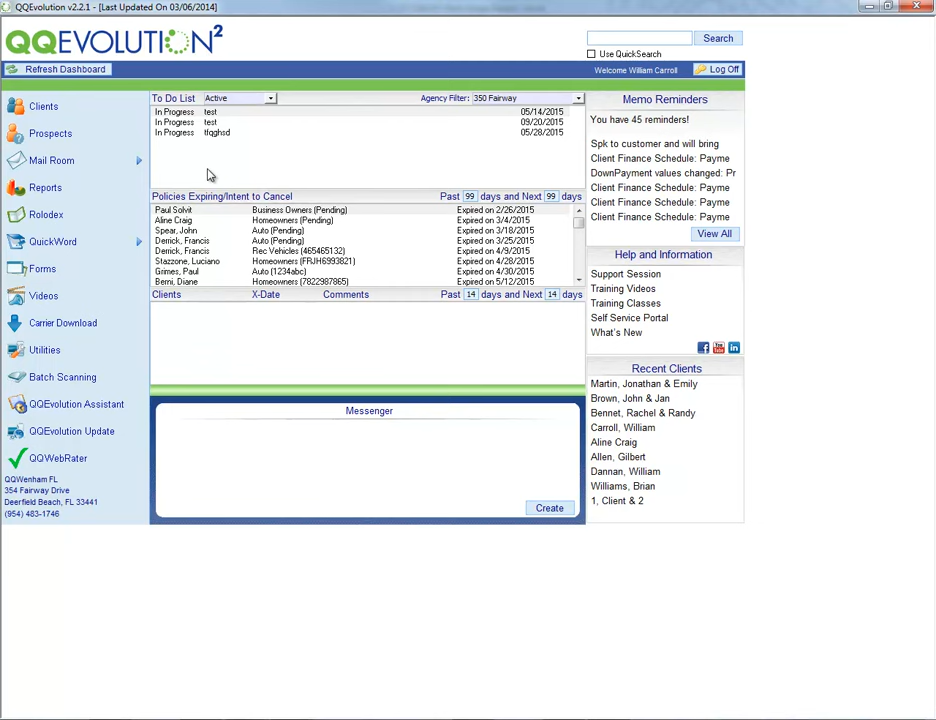 QQEvolution v2.2.1 - [Last Updated On 03/06/2014]
QQEVOLUTION²
Search
Use QuickSearch
Refresh Dashboard
Welcome William Carroll
Log Off
Clients
Prospects
Mail Room
Reports
Rolodex
QuickWord
Forms
Videos
Carrier Download
Utilities
Batch Scanning
QQEvolution Assistant
QQEvolution Update
QQWebRater
QQWenham FL
354 Fairway Drive
Deerfield Beach, FL 33441
(954) 483-1746
To Do List Active Agency Filter: 350 Fairway
In Progress test 05/14/2015
In Progress test 09/20/2015
In Progress tfqghsd 05/28/2015
Policies Expiring/Intent to Cancel Past 99 days and Next 99 days
Paul Solvit Business Owners (Pending) Expired on 2/26/2015
Aline Craig Homeowners (Pending) Expired on 3/4/2015
Spear, John Auto (Pending) Expired on 3/18/2015
Derrick, Francis Auto (Pending) Expired on 3/25/2015
Derrick, Francis Rec Vehicles (465465132) Expired on 4/9/2015
Stazzone, Luciano Homeowners (FRJH6793821) Expired on 4/28/2015
Grimes, Paul Auto (1234abc) Expired on 4/30/2015
Berni, Diane Homeowners (7822987865) Expired on 5/12/2015
Clients X-Date Comments Past 14 days and Next 14 days
Messenger
Create
Memo Reminders
You have 45 reminders!
Spk to customer and will bring
Client Finance Schedule: Payme
DownPayment values changed: Pr
Client Finance Schedule: Payme
Client Finance Schedule: Payme
Client Finance Schedule: Payme
View All
Help and Information
Support Session
Training Videos
Training Classes
Self Service Portal
What's New
Recent Clients
Martin, Jonathan & Emily
Brown, John & Jan
Bennet, Rachel & Randy
Carroll, William
Aline Craig
Allen, Gilbert
Dannan, William
Williams, Brian
1, Client & 2